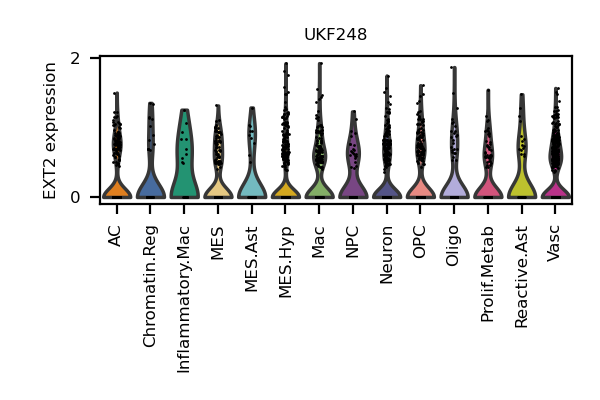 UKF248
EXT2 expression
2
0
AC
Chromatin.Reg
Inflammatory.Mac
MES
MES.Ast
MES.Hyp
Mac
NPC
Neuron
OPC
Oligo
Prolif.Metab
Reactive.Ast
Vasc